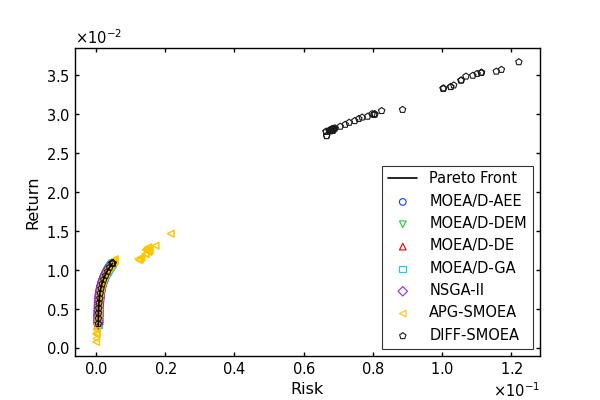 ×10⁻²
3.5
3.0
2.5
2.0
1.5
1.0
0.5
0.0
Return
Pareto Front
MOEA/D-AEE
MOEA/D-DEM
MOEA/D-DE
MOEA/D-GA
NSGA-II
APG-SMOEA
DIFF-SMOEA
0.0 0.2 0.4 0.6 0.8 1.0 1.2
Risk
×10⁻¹